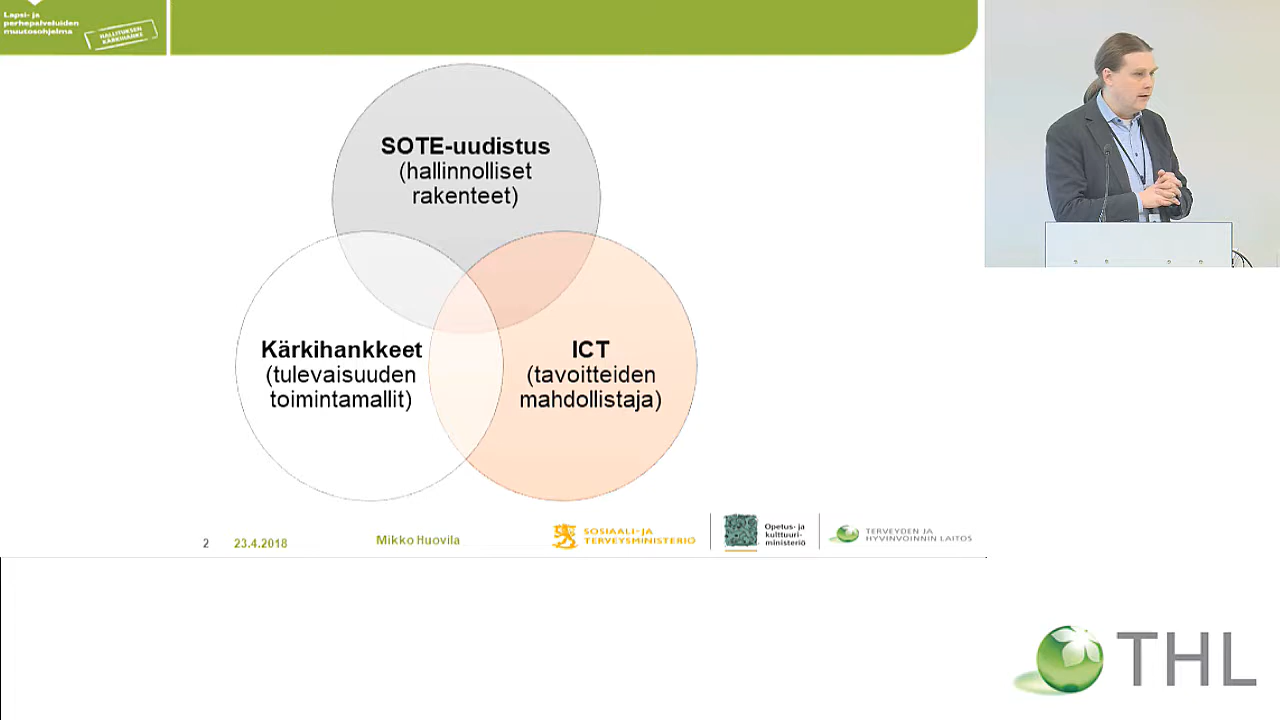 Lapsi- ja
perhepalveluiden
muutosohjelma
HALLITUKSEN
KÄRKIHANKE
SOTE-uudistus
(hallinnolliset
rakenteet)
Kärkihankkeet
(tulevaisuuden
toimintamallit)
ICT
(tavoitteiden
mahdollistaja)
2
23.4.2018
Mikko Huovila
SOSIAALI- JA
TERVEYSMINISTERIÖ
Opetus- ja
kulttuuri-
ministeriö
TERVEYDEN JA
HYVINVOINNIN LAITOS
THL